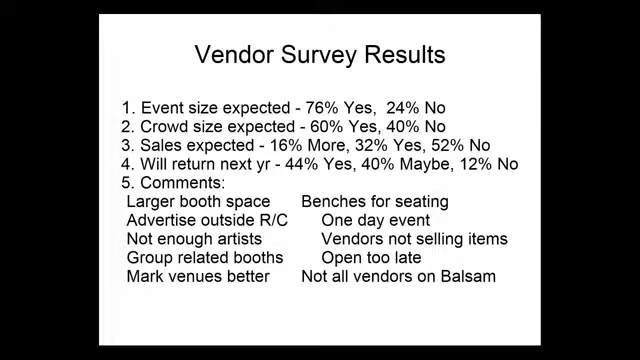 Vendor Survey Results
1. Event size expected - 76% Yes,  24% No
2. Crowd size expected - 60% Yes, 40% No
3. Sales expected - 16% More, 32% Yes, 52% No
4. Will return next yr - 44% Yes, 40% Maybe, 12% No
5. Comments:
Larger booth space Benches for seating
Advertise outside R/C One day event
Not enough artists Vendors not selling items
Group related booths Open too late
Mark venues better Not all vendors on Balsam